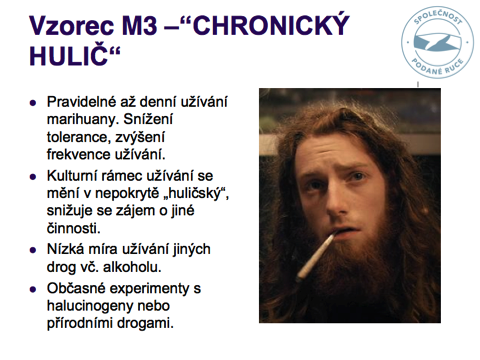 Vzorec M3 –“CHRONICKÝ
HULIČ“
SPOLEČNOST
PODANÉ RUCE
● Pravidelné až denní užívání
marihuany. Snížení
tolerance, zvýšení
frekvence užívání.
● Kulturní rámec užívání se
mění v nepokrytě „huličský“,
snižuje se zájem o jiné
činnosti.
● Nízká míra užívání jiných
drog vč. alkoholu.
● Občasné experimenty s
halucinogeny nebo
přírodními drogami.